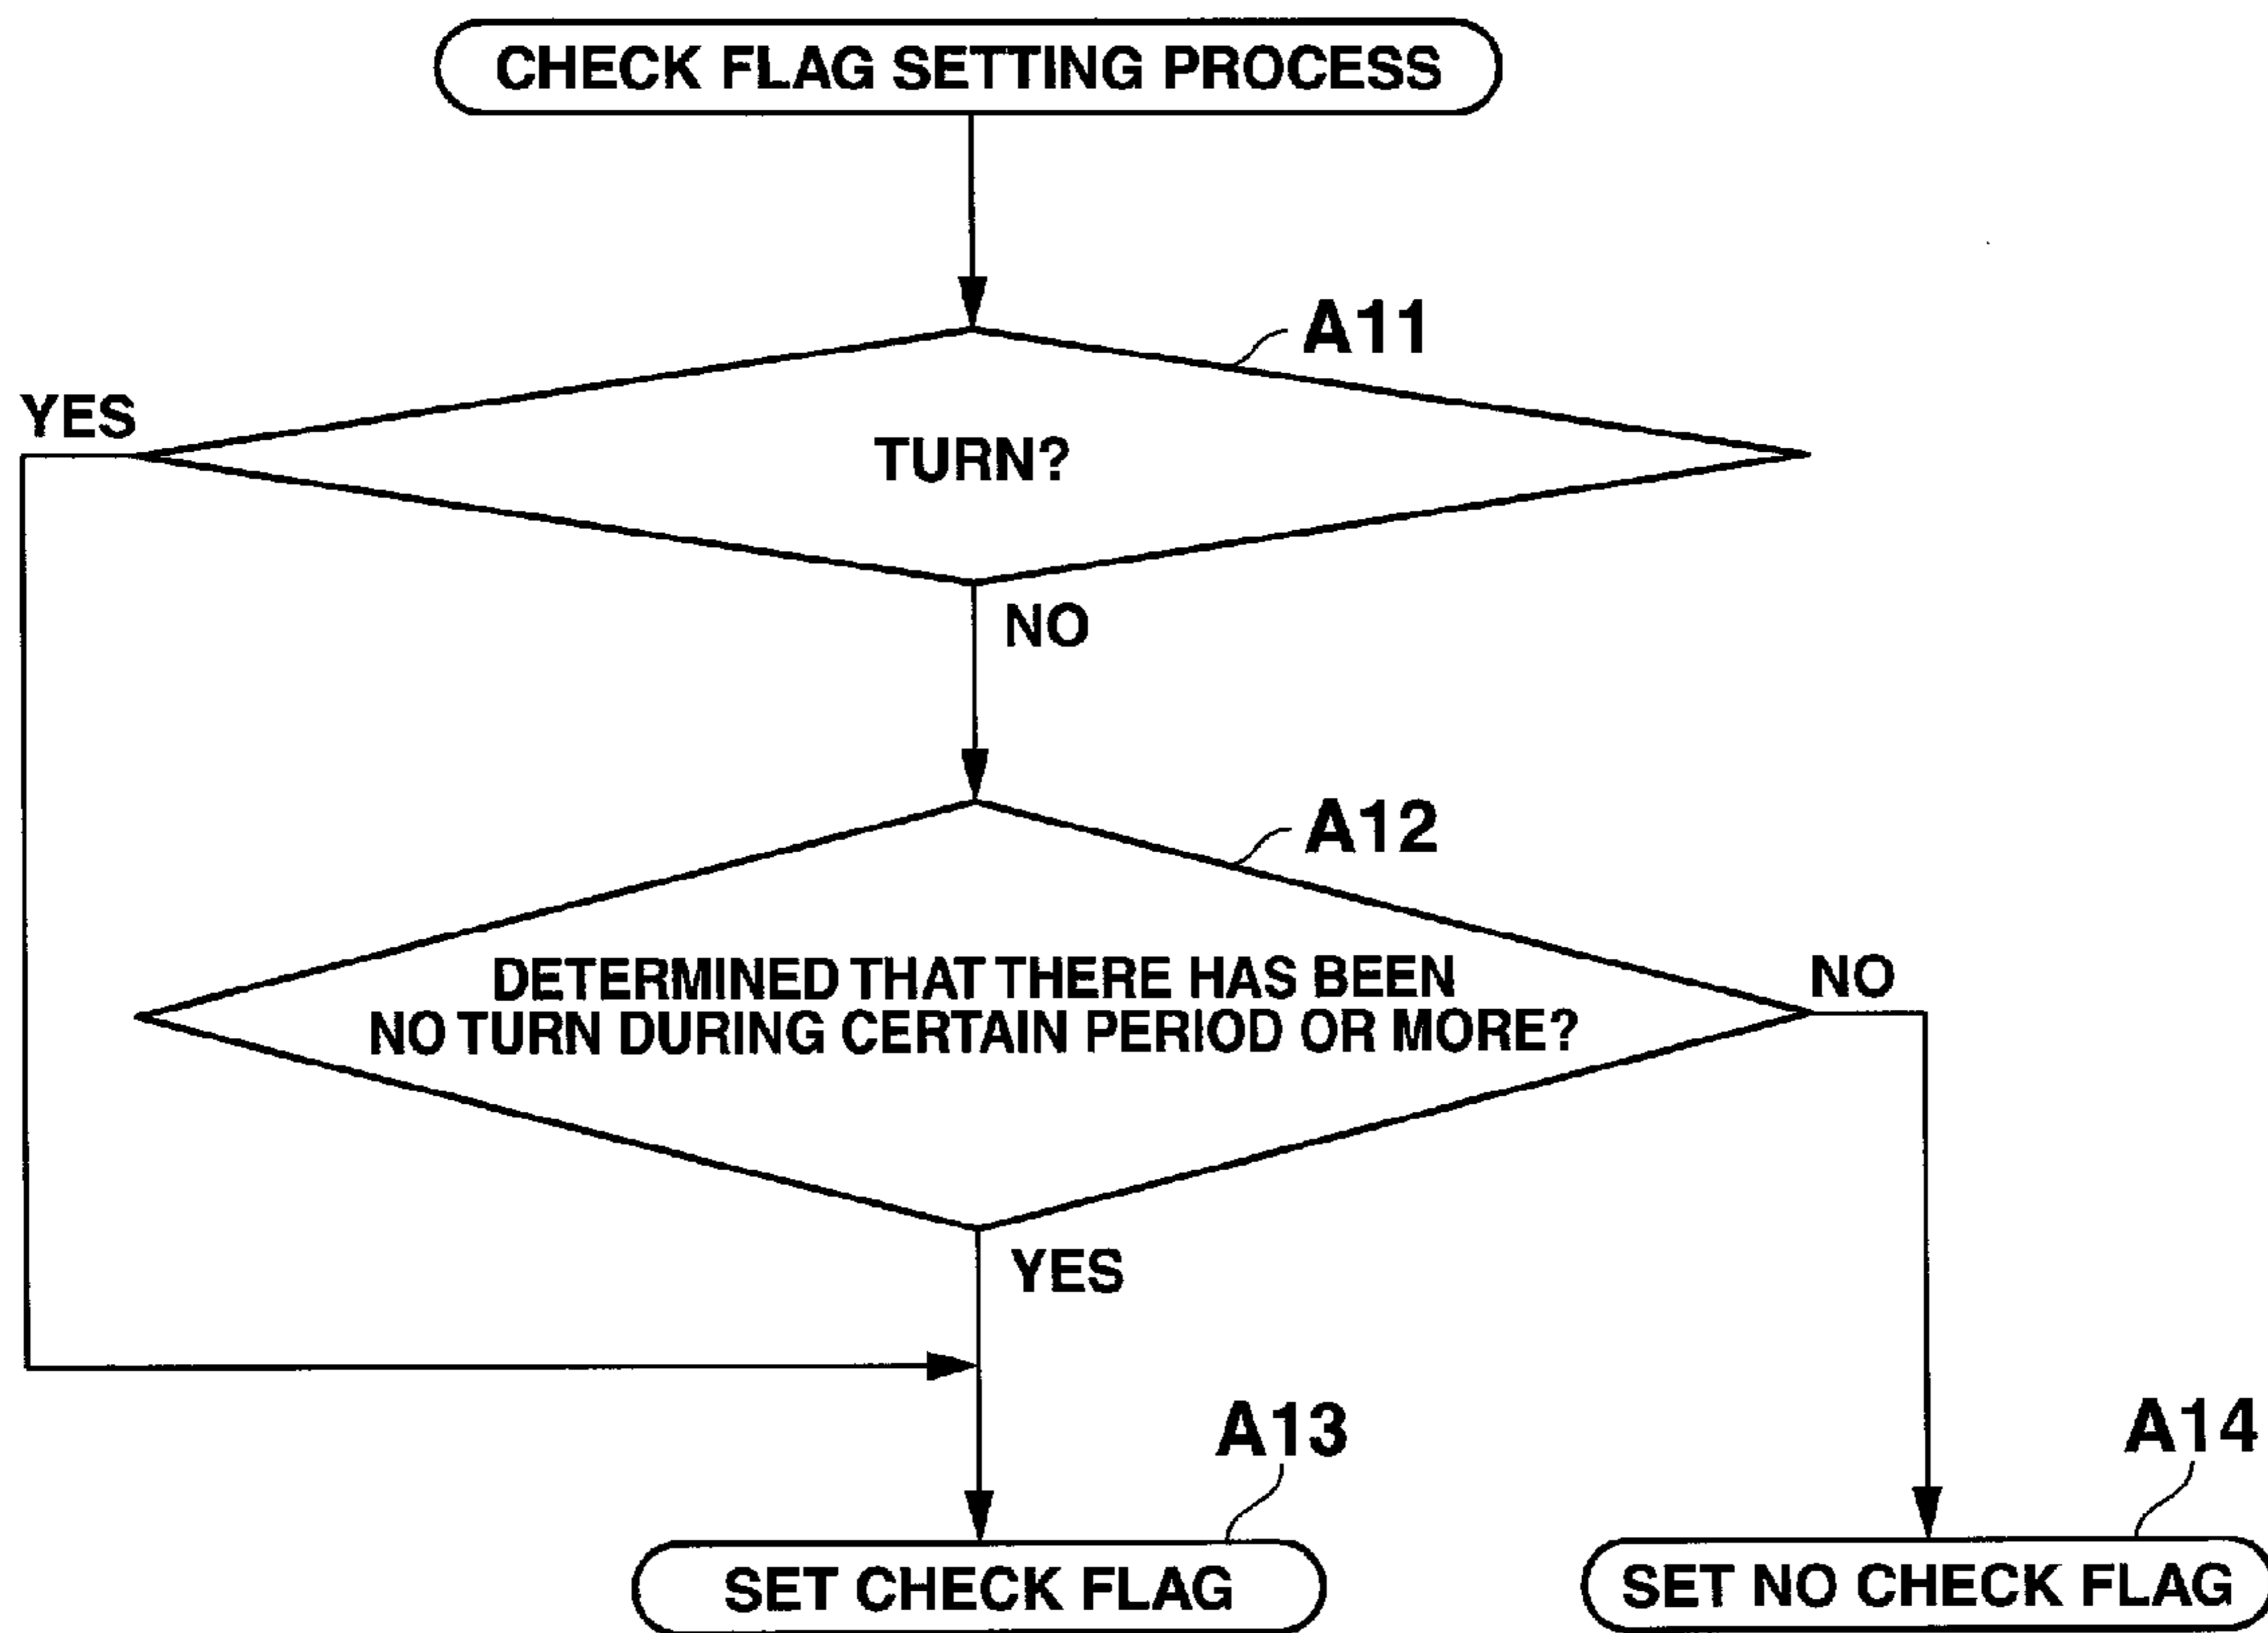 CHECK FLAG SETTING PROCESS
A11
YES
TURN?
NO
A12
DETERMINED THAT THERE HAS BEEN
NO TURN DURING CERTAIN PERIOD OR MORE?
NO
YES
A13
A14
SET CHECK FLAG
SET NO CHECK FLAG